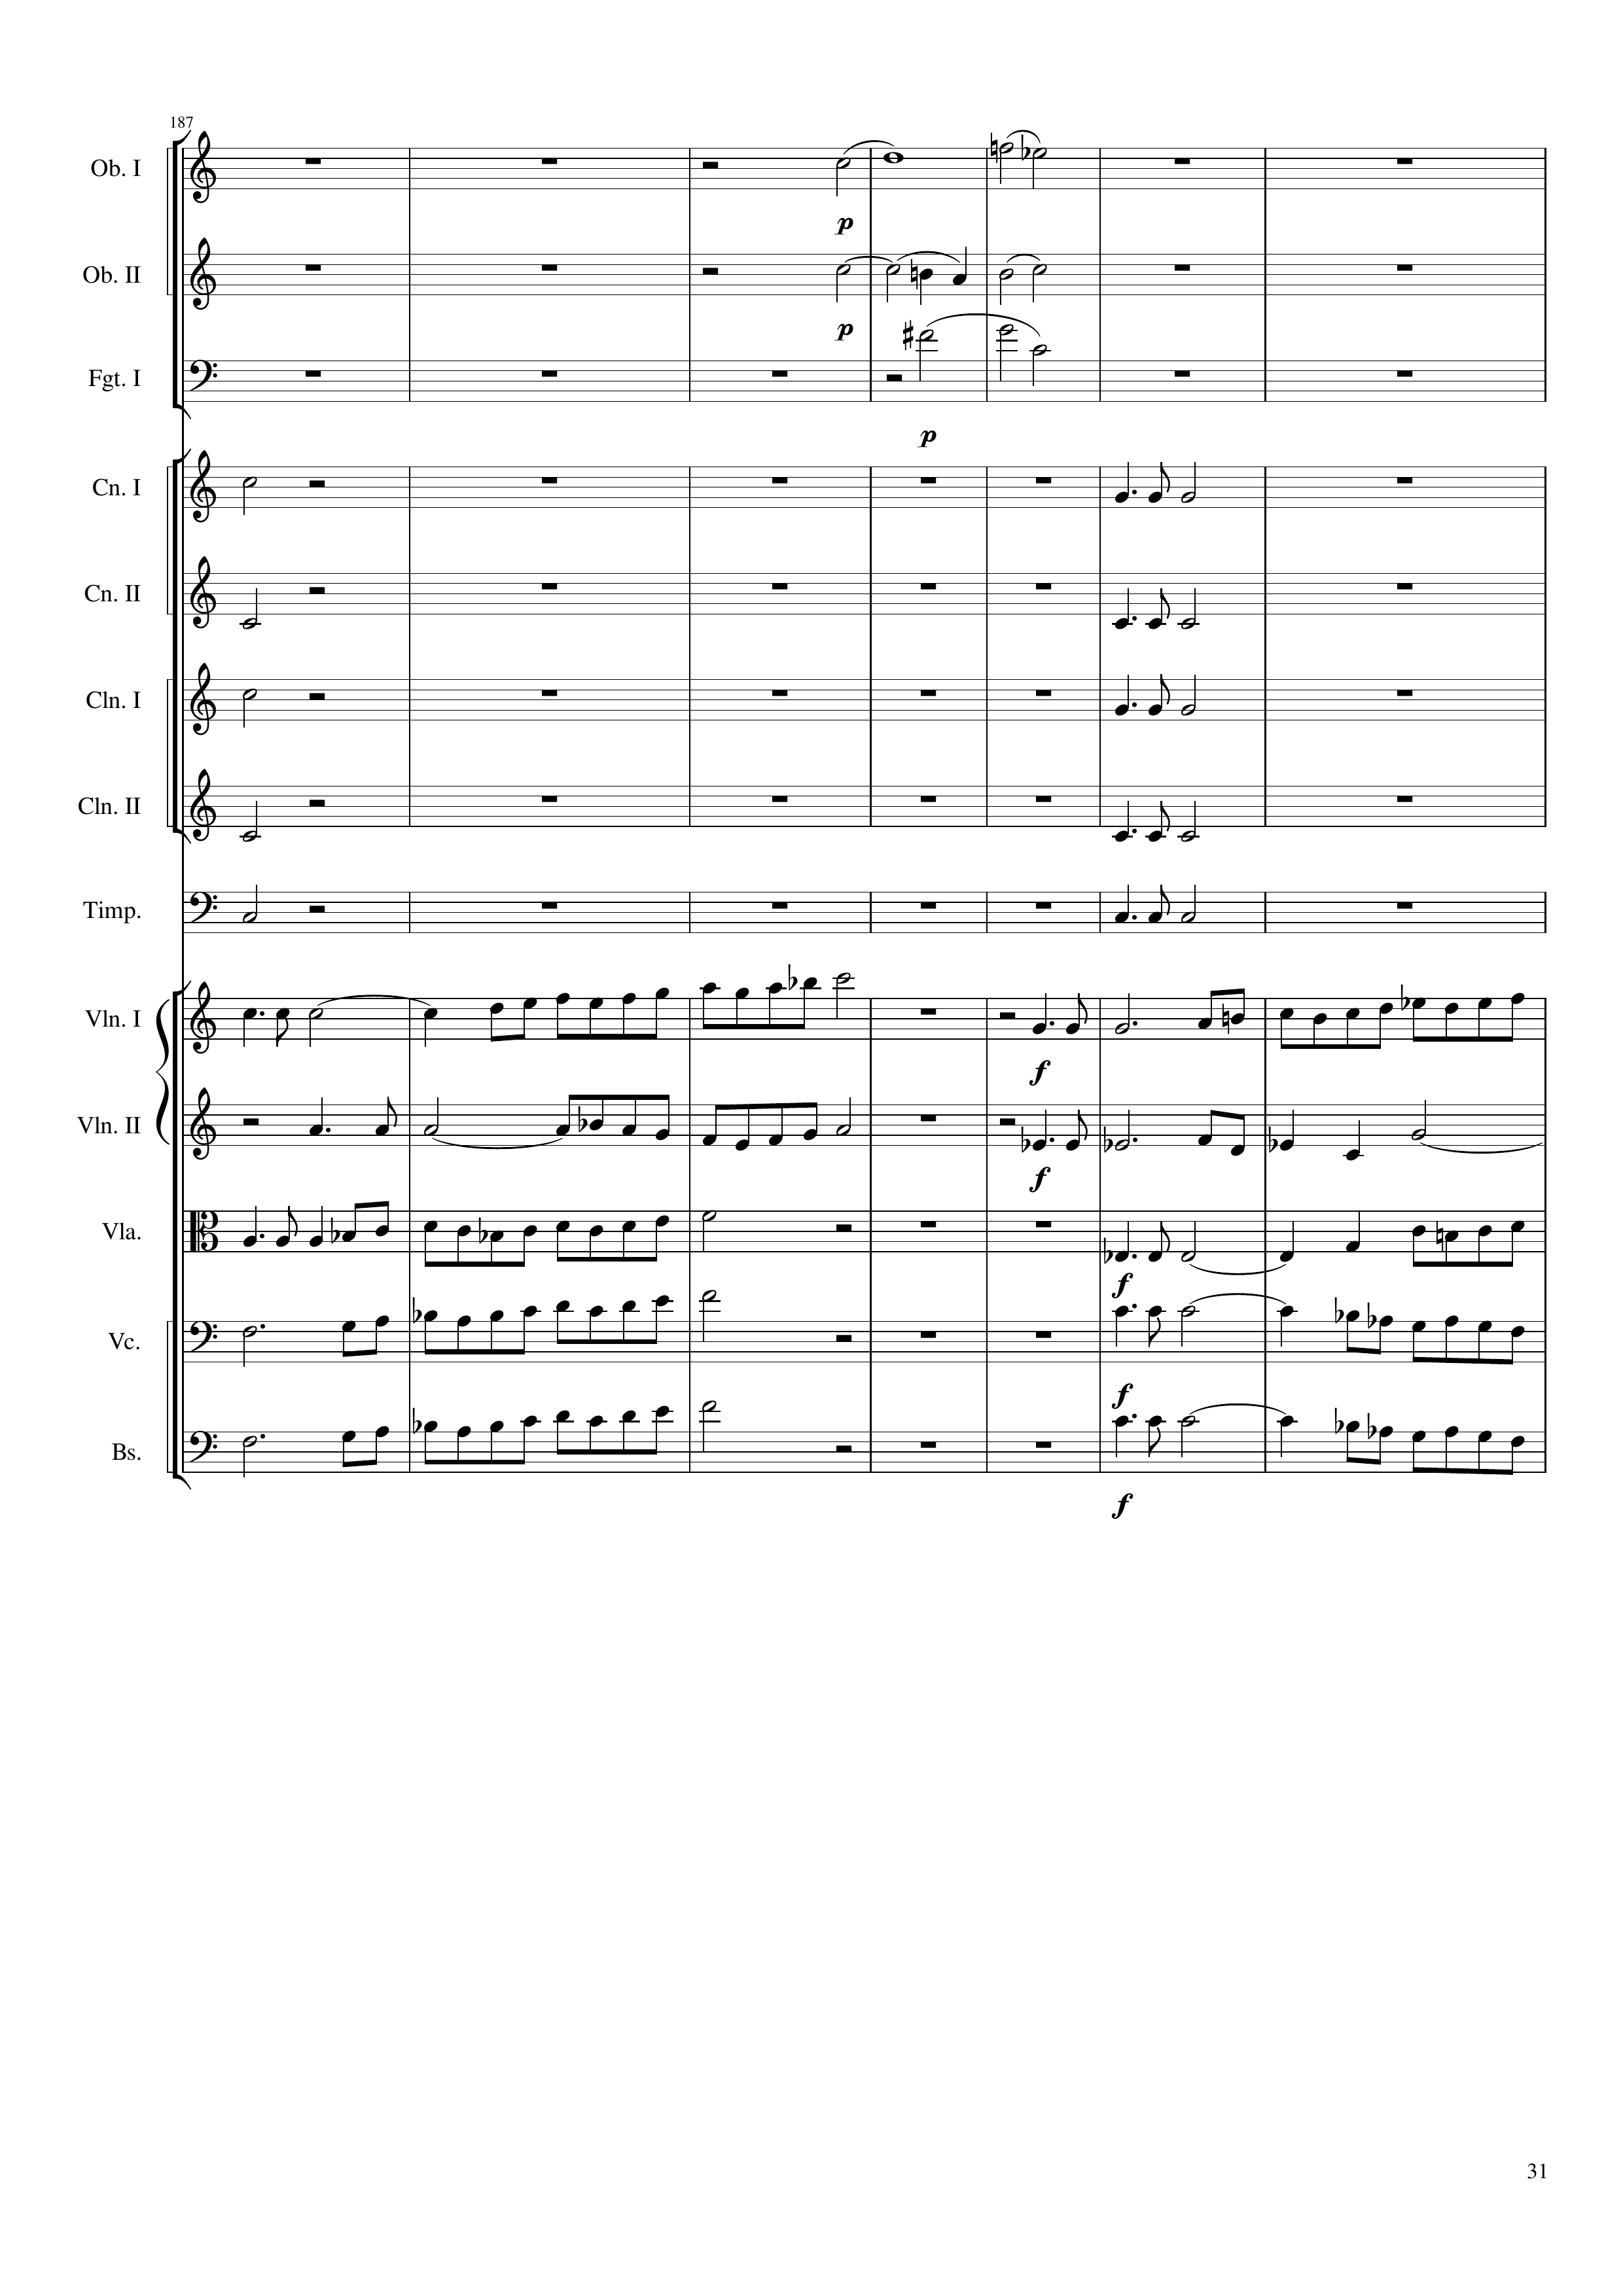 187
Ob. I
p
Ob. II
p
Fgt. I
p
Cn. I
Cn. II
Cln. I
Cln. II
Timp.
Vln. I
f
Vln. II
f
Vla.
f
Vc.
f
Bs.
f
31